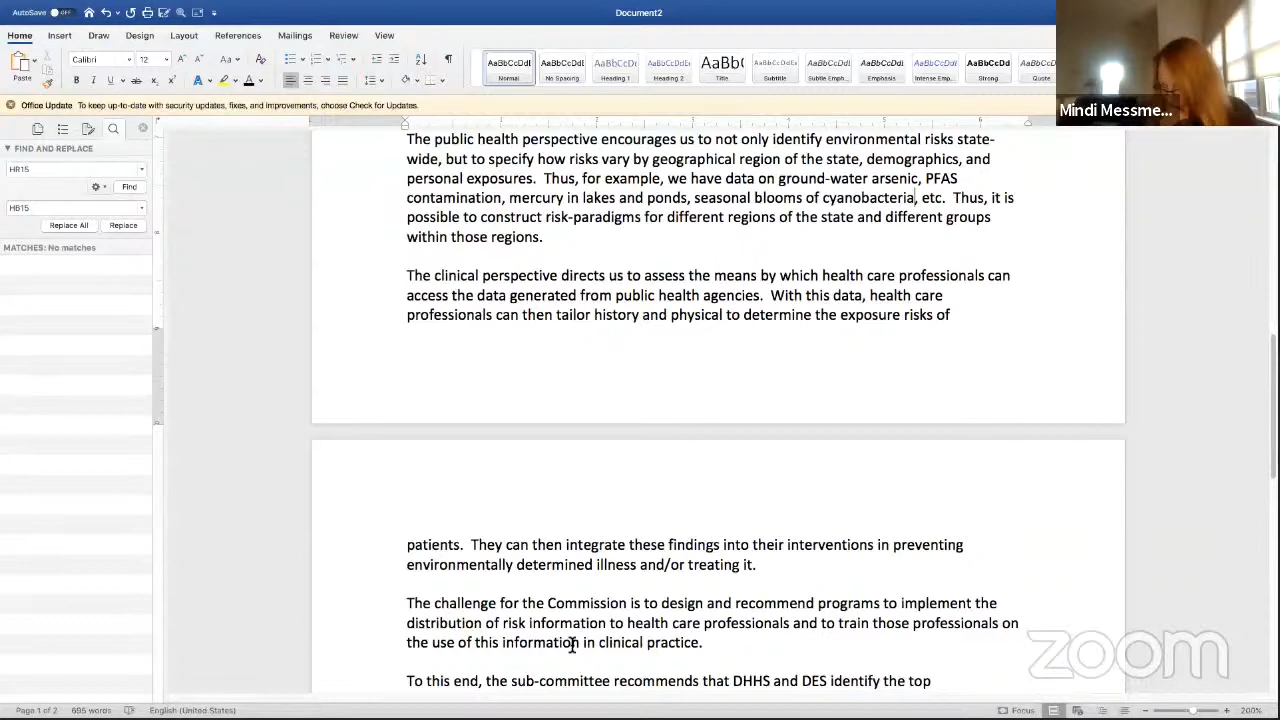 AutoSave OFF Document2
Home Insert Draw Design Layout References Mailings Review View
Paste Calibri (Bo... 12 AaBbCcDdI AaBbCcDdI AaBbCcDc AaBbCcDdI AaBb( AaBbCcDdI AaBbCcDdI AaBbCcDdI AaBbCcDdI AaBbCcDd AaBbCcDdI
Normal No Spacing Heading 1 Heading 2 Title Subtitle Subtle Emph... Emphasis Intense Emp... Strong Quote
Office Update To keep up-to-date with security updates, fixes, and improvements, choose Check for Updates.
Mindi Messme...
FIND AND REPLACE
HR15
Find
HB15
Replace All Replace
MATCHES: No matches
The public health perspective encourages us to not only identify environmental risks state-
wide, but to specify how risks vary by geographical region of the state, demographics, and
personal exposures. Thus, for example, we have data on ground-water arsenic, PFAS
contamination, mercury in lakes and ponds, seasonal blooms of cyanobacteria, etc. Thus, it is
possible to construct risk-paradigms for different regions of the state and different groups
within those regions.
The clinical perspective directs us to assess the means by which health care professionals can
access the data generated from public health agencies. With this data, health care
professionals can then tailor history and physical to determine the exposure risks of
patients. They can then integrate these findings into their interventions in preventing
environmentally determined illness and/or treating it.
The challenge for the Commission is to design and recommend programs to implement the
distribution of risk information to health care professionals and to train those professionals on
the use of this information in clinical practice.
To this end, the sub-committee recommends that DHHS and DES identify the top
zoom
Page 1 of 2 695 words English (United States) Focus 200%